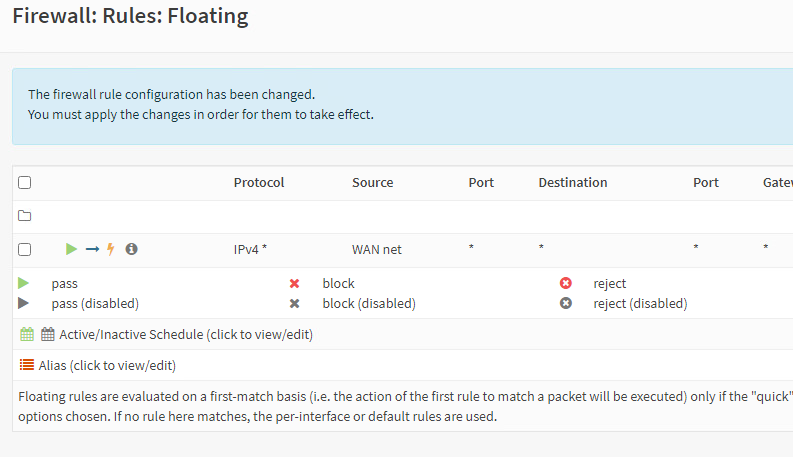 Firewall: Rules: Floating
The firewall rule configuration has been changed.
You must apply the changes in order for them to take effect.
Protocol Source Port Destination Port Gatew
IPv4 * WAN net * * * *
pass block reject
pass (disabled) block (disabled) reject (disabled)
Active/Inactive Schedule (click to view/edit)
Alias (click to view/edit)
Floating rules are evaluated on a first-match basis (i.e. the action of the first rule to match a packet will be executed) only if the "quick"
options chosen. If no rule here matches, the per-interface or default rules are used.